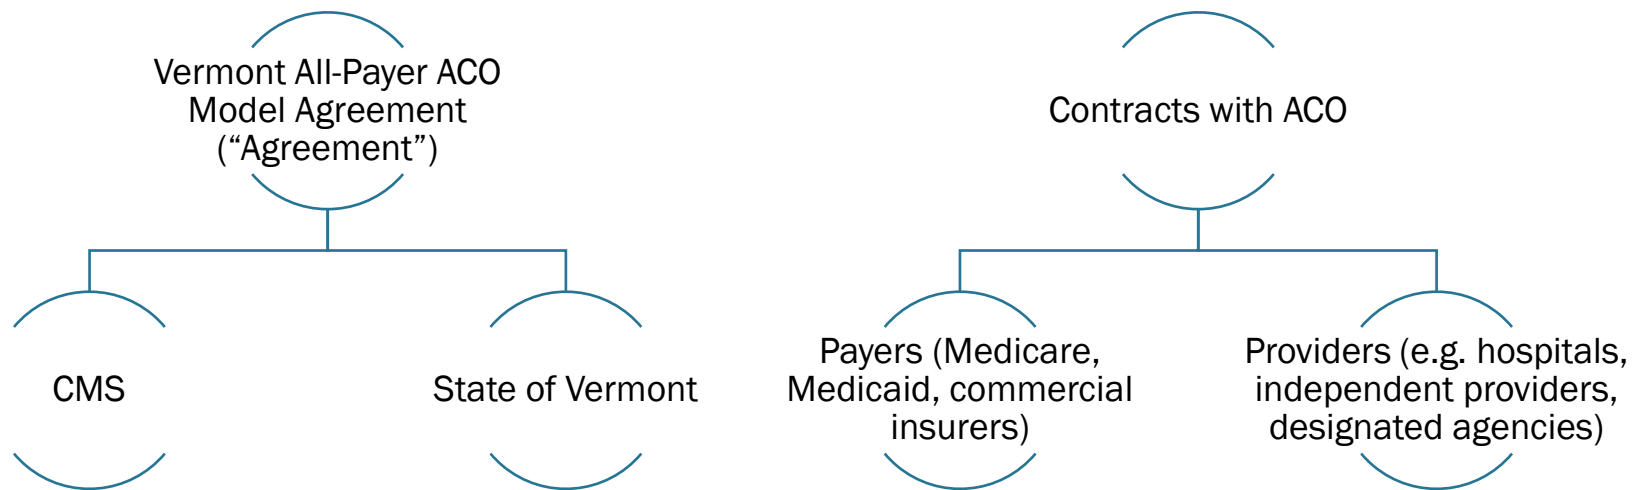 Vermont All-Payer ACO
Model Agreement
(“Agreement”)
CMS
State of Vermont
Contracts with ACO
Payers (Medicare,
Medicaid, commercial
insurers)
Providers (e.g. hospitals,
independent providers,
designated agencies)